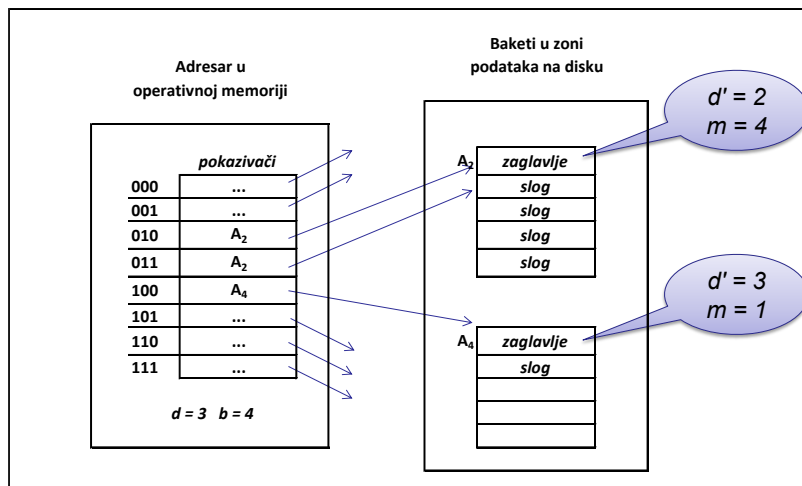 Adresar u
operativnoj memoriji
pokazivači
000 ...
001 ...
010 A2
011 A2
100 A4
101 ...
110 ...
111 ...
d = 3 b = 4
Baketi u zoni
podataka na disku
A2 zaglavlje
slog
slog
slog
slog
A4 zaglavlje
slog
d' = 2
m = 4
d' = 3
m = 1